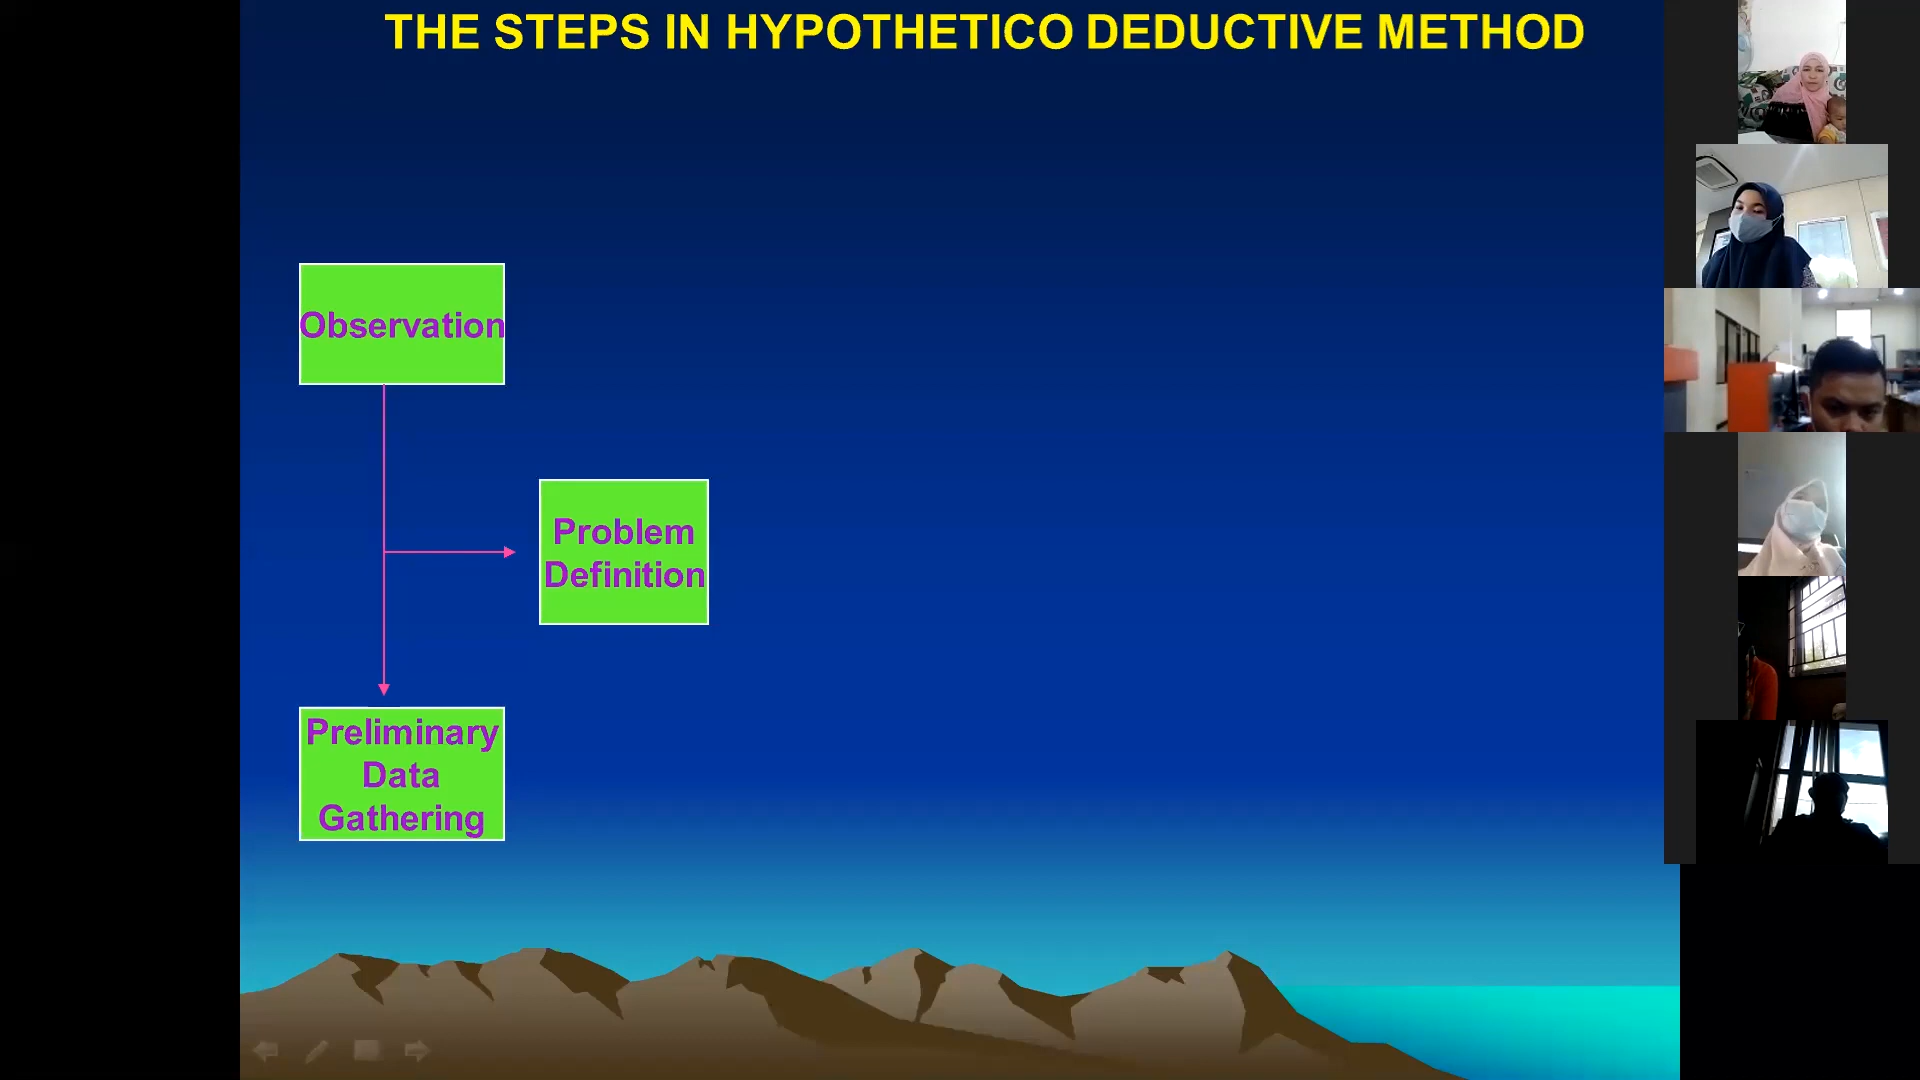 THE STEPS IN HYPOTHETICO DEDUCTIVE METHOD
Observation
Problem
Definition
Preliminary
Data
Gathering